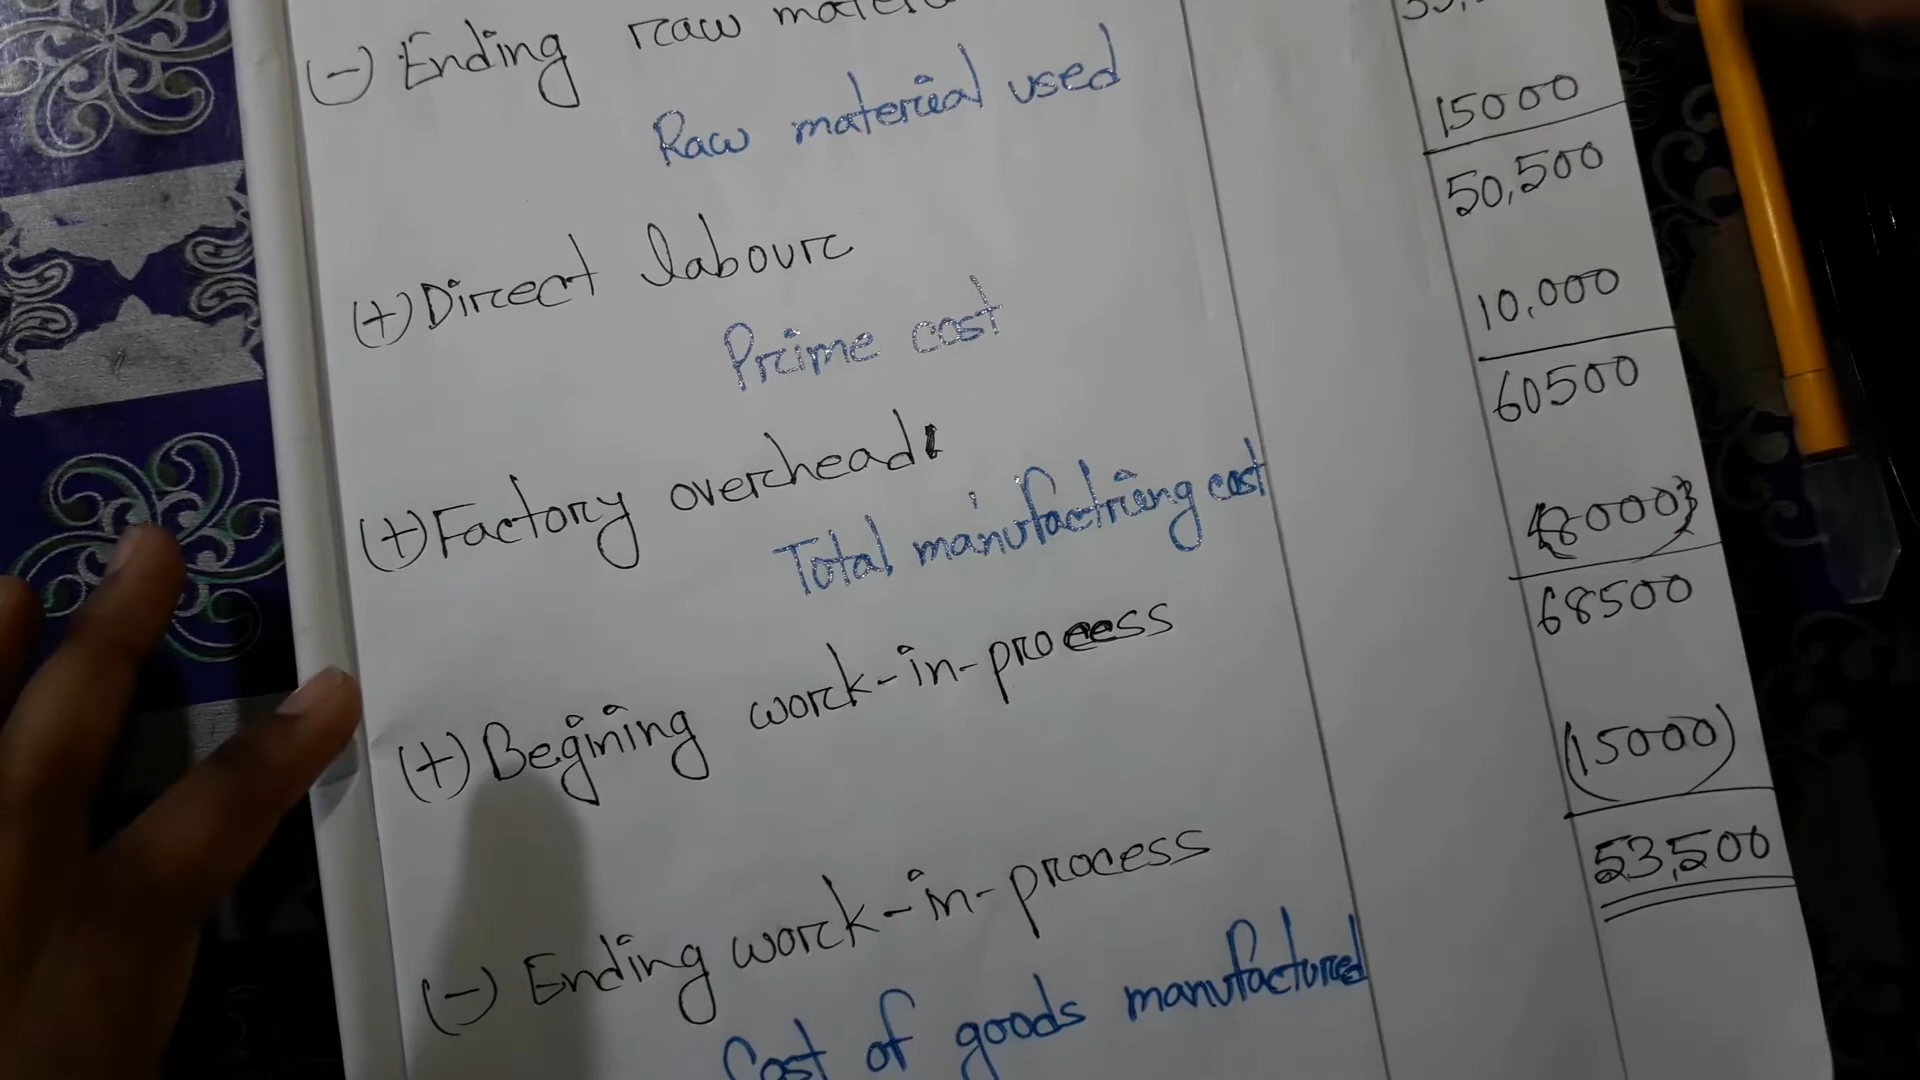 (-) Ending raw
Raw material used
15000
50,500
(+) Direct labour
10,000
Prime cost
60500
(+) Factory overhead
(8000)
Total manufactring cost
68500
(+) Begining work-in-process
(15000)
(-) Ending work-in-process
53,500
Cost of goods manufactured